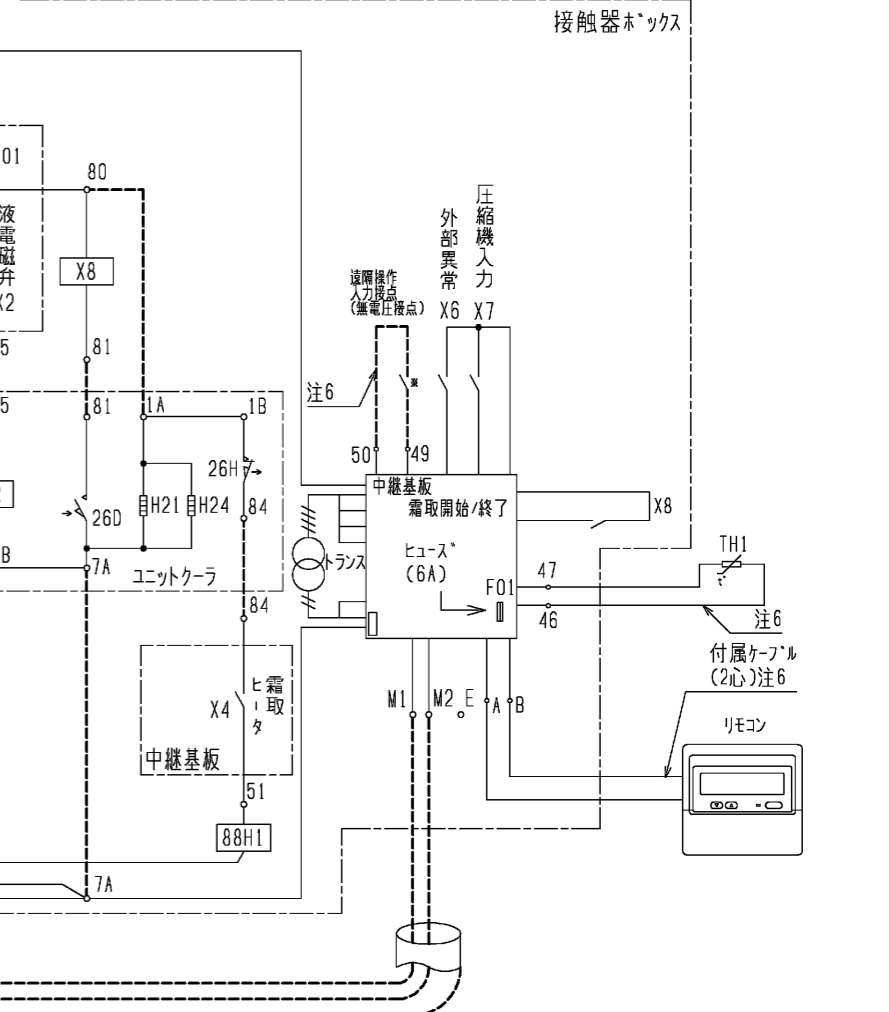 接触器ボックス
01
80
液電磁弁
X2
X8
圧縮機入力
外部異常
遠隔操作
入力接点
(無電圧接点)
X6 X7
5
81
注6
※
5
81
1A
1B
50
49
26H
中継基板
霜取開始/終了
X8
H21
H24
84
26D
ヒューズ
(6A)
トランス
TH1
t°
B
7A
ユニットクーラ
F01
47
46
注6
84
付属ケーブル
(2心)注6
霜取
ヒータ
X4
M1
M2
E
A
B
リモコン
中継基板
51
88H1
7A